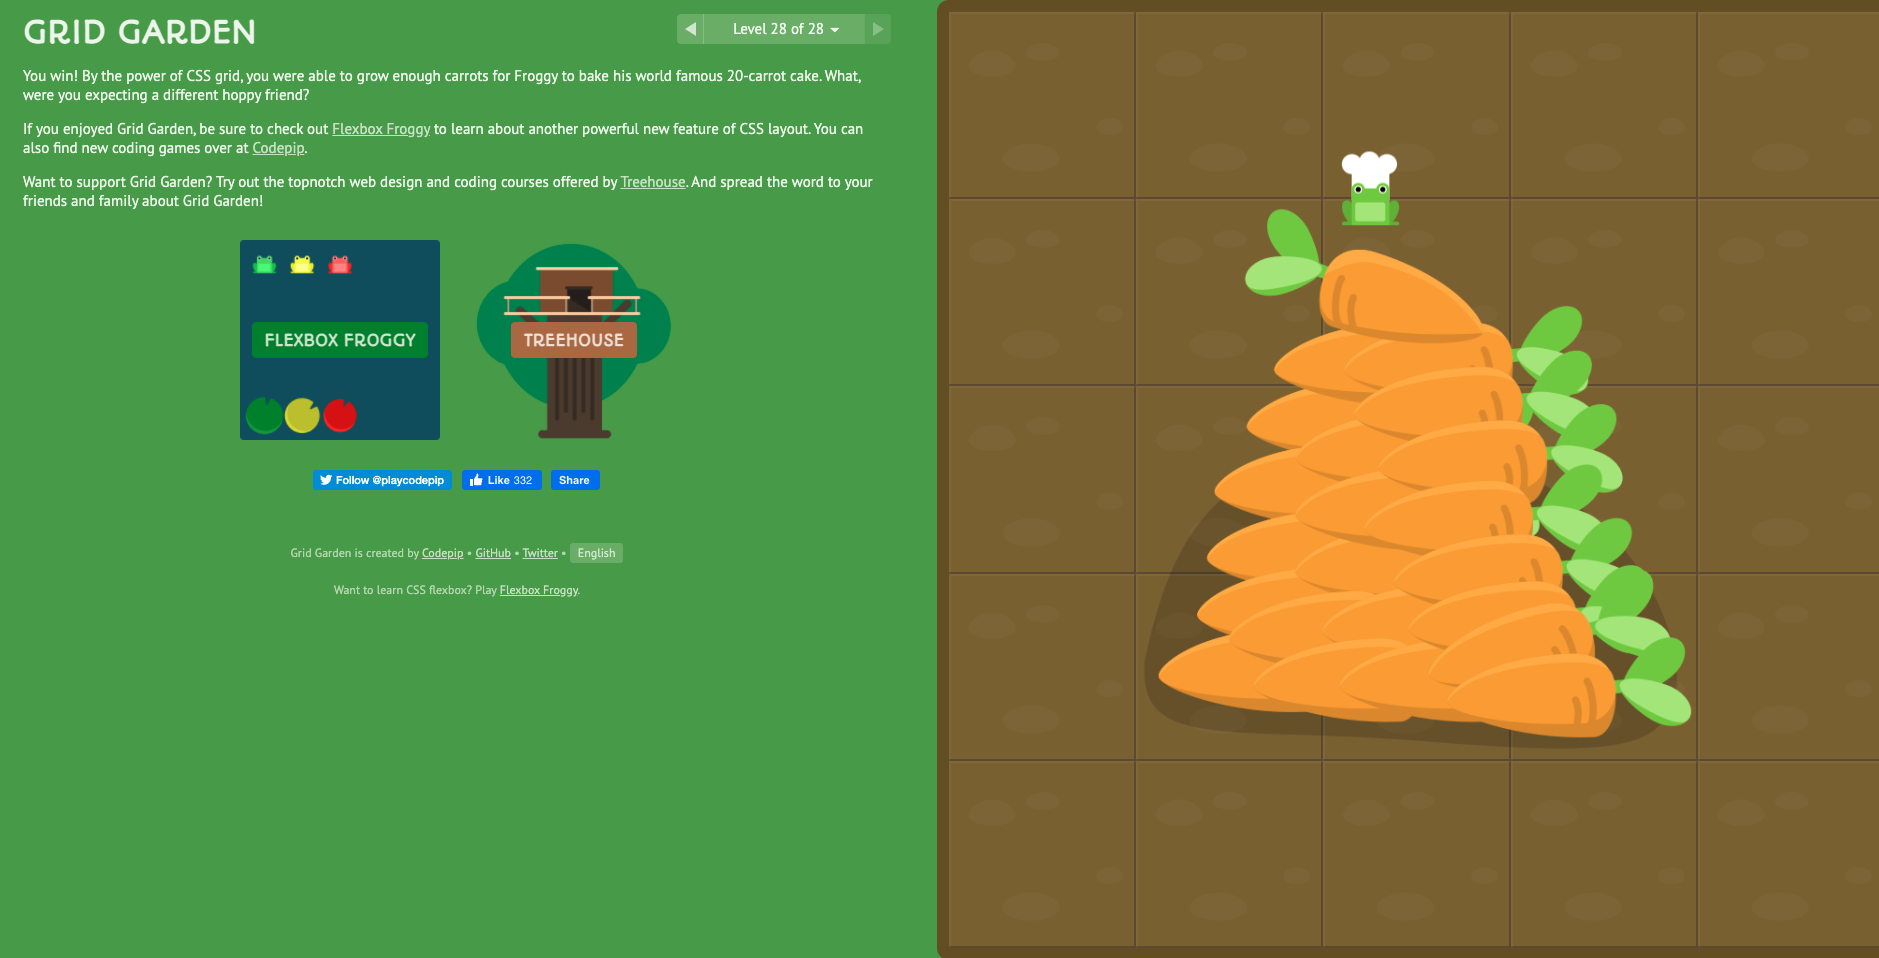 GRID GARDEN
Level 28 of 28
You win! By the power of CSS grid, you were able to grow enough carrots for Froggy to bake his world famous 20-carrot cake. What,
were you expecting a different hoppy friend?
If you enjoyed Grid Garden, be sure to check out Flexbox Froggy to learn about another powerful new feature of CSS layout. You can
also find new coding games over at Codepip.
Want to support Grid Garden? Try out the topnotch web design and coding courses offered by Treehouse. And spread the word to your
friends and family about Grid Garden!
FLEXBOX FROGGY
TREEHOUSE
Follow @playcodepip
Like 332
Share
Grid Garden is created by Codepip • GitHub • Twitter • English
Want to learn CSS flexbox? Play Flexbox Froggy.